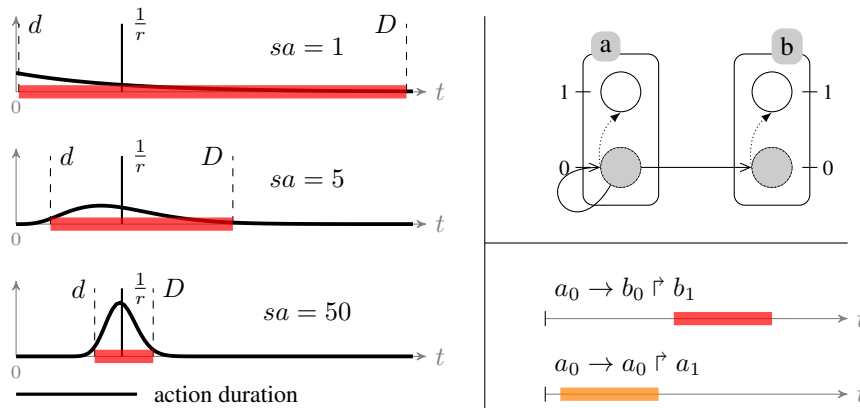 d 1/r sa = 1 D
0 t
d 1/r D sa = 5
0 t
d 1/r D sa = 50
0 t
action duration
a b
1 1
0 0
a₀ → b₀ ↱ b₁
t
a₀ → a₀ ↱ a₁
t